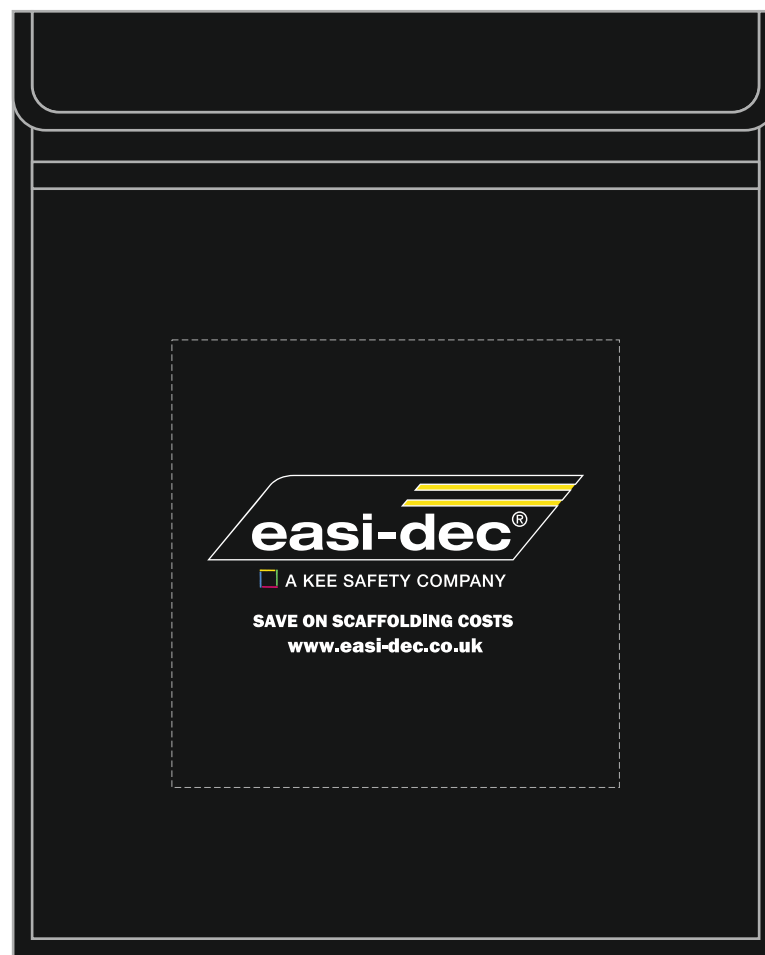 easi-dec®
A KEE SAFETY COMPANY
SAVE ON SCAFFOLDING COSTS
www.easi-dec.co.uk